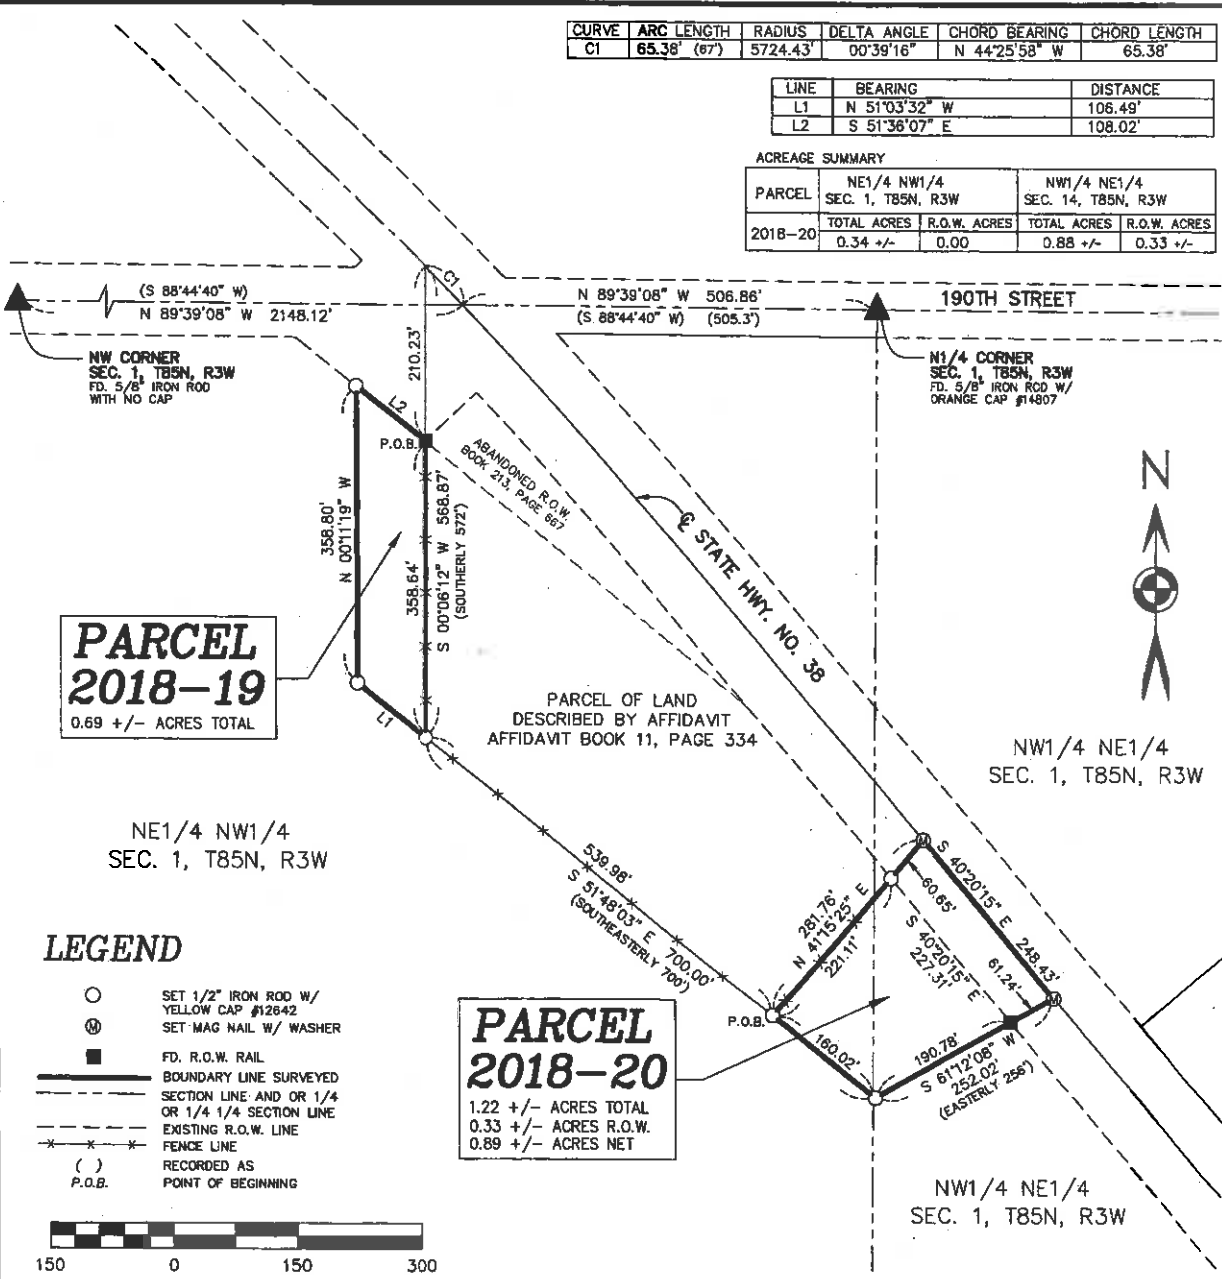 CURVE ARC LENGTH RADIUS DELTA ANGLE CHORD BEARING CHORD LENGTH
C1 65.38' (67') 5724.43' 00°39'16" N 44°25'58" W 65.38'
LINE BEARING DISTANCE
L1 N 51°03'32" W 106.49'
L2 S 51°36'07" E 108.02'
ACREAGE SUMMARY
PARCEL NE1/4 NW1/4 SEC. 1, T85N, R3W NW1/4 NE1/4 SEC. 14, T85N, R3W
TOTAL ACRES R.O.W. ACRES TOTAL ACRES R.O.W. ACRES
2018-20 0.34 +/- 0.00 0.88 +/- 0.33 +/-
C1
(S 88°44'40" W)
N 89°39'08" W 2148.12'
N 89°39'08" W 506.86'
(S 88°44'40" W) (505.3')
190TH STREET
NW CORNER
SEC. 1, T85N, R3W
FD. 5/8" IRON ROD
WITH NO CAP
N1/4 CORNER
SEC. 1, T85N, R3W
FD. 5/8" IRON ROD W/
ORANGE CAP #14807
210.23'
L2
P.O.B.
ABANDONED R.O.W.
BOOK 213, PAGE 667
N
358.80'
N 00°11'19" W
358.64'
S 00°06'12" W 568.87'
(SOUTHERLY 572')
℄ STATE HWY. NO. 38
PARCEL
2018-19
0.69 +/- ACRES TOTAL
L1
PARCEL OF LAND
DESCRIBED BY AFFIDAVIT
AFFIDAVIT BOOK 11, PAGE 334
NW1/4 NE1/4
SEC. 1, T85N, R3W
NE1/4 NW1/4
SEC. 1, T85N, R3W
539.98'
S 51°48'03" E 700.00'
(SOUTHEASTERLY 700')
281.76'
N 41°15'25" E
221.11'
M
60.65'
S 40°20'15" E 248.43'
S 40°20'15" E
227.31'
61.24'
M
P.O.B.
160.02'
190.78'
S 61°12'08" W
252.02'
(EASTERLY 256')
PARCEL
2018-20
1.22 +/- ACRES TOTAL
0.33 +/- ACRES R.O.W.
0.89 +/- ACRES NET
NW1/4 NE1/4
SEC. 1, T85N, R3W
LEGEND
SET 1/2" IRON ROD W/
YELLOW CAP #12642
M SET MAG NAIL W/ WASHER
FD. R.O.W. RAIL
BOUNDARY LINE SURVEYED
SECTION LINE AND OR 1/4
OR 1/4 1/4 SECTION LINE
EXISTING R.O.W. LINE
FENCE LINE
( ) RECORDED AS
P.O.B. POINT OF BEGINNING
150 0 150 300